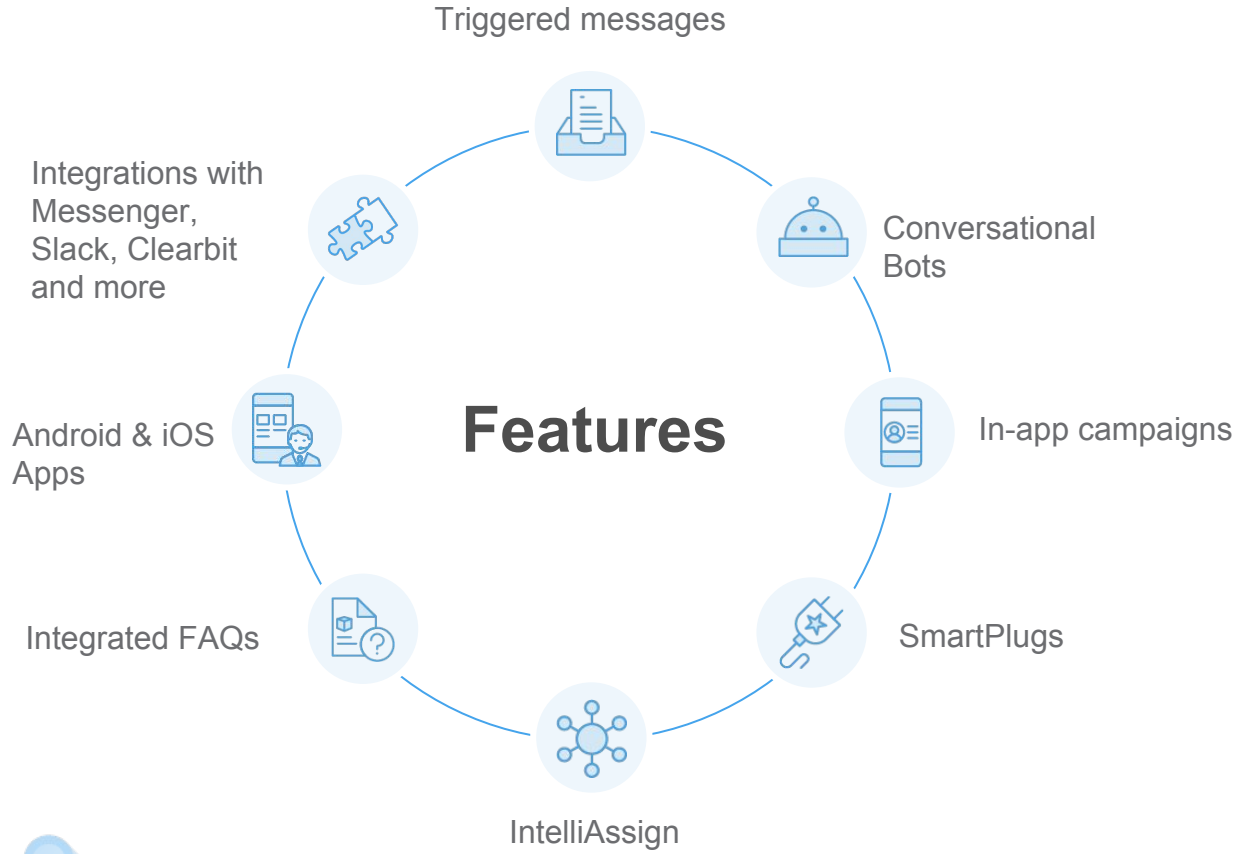 Triggered messages
Integrations with
Messenger,
Slack, Clearbit
and more
Conversational
Bots
Features
Android & iOS
Apps
In-app campaigns
Integrated FAQs
SmartPlugs
IntelliAssign